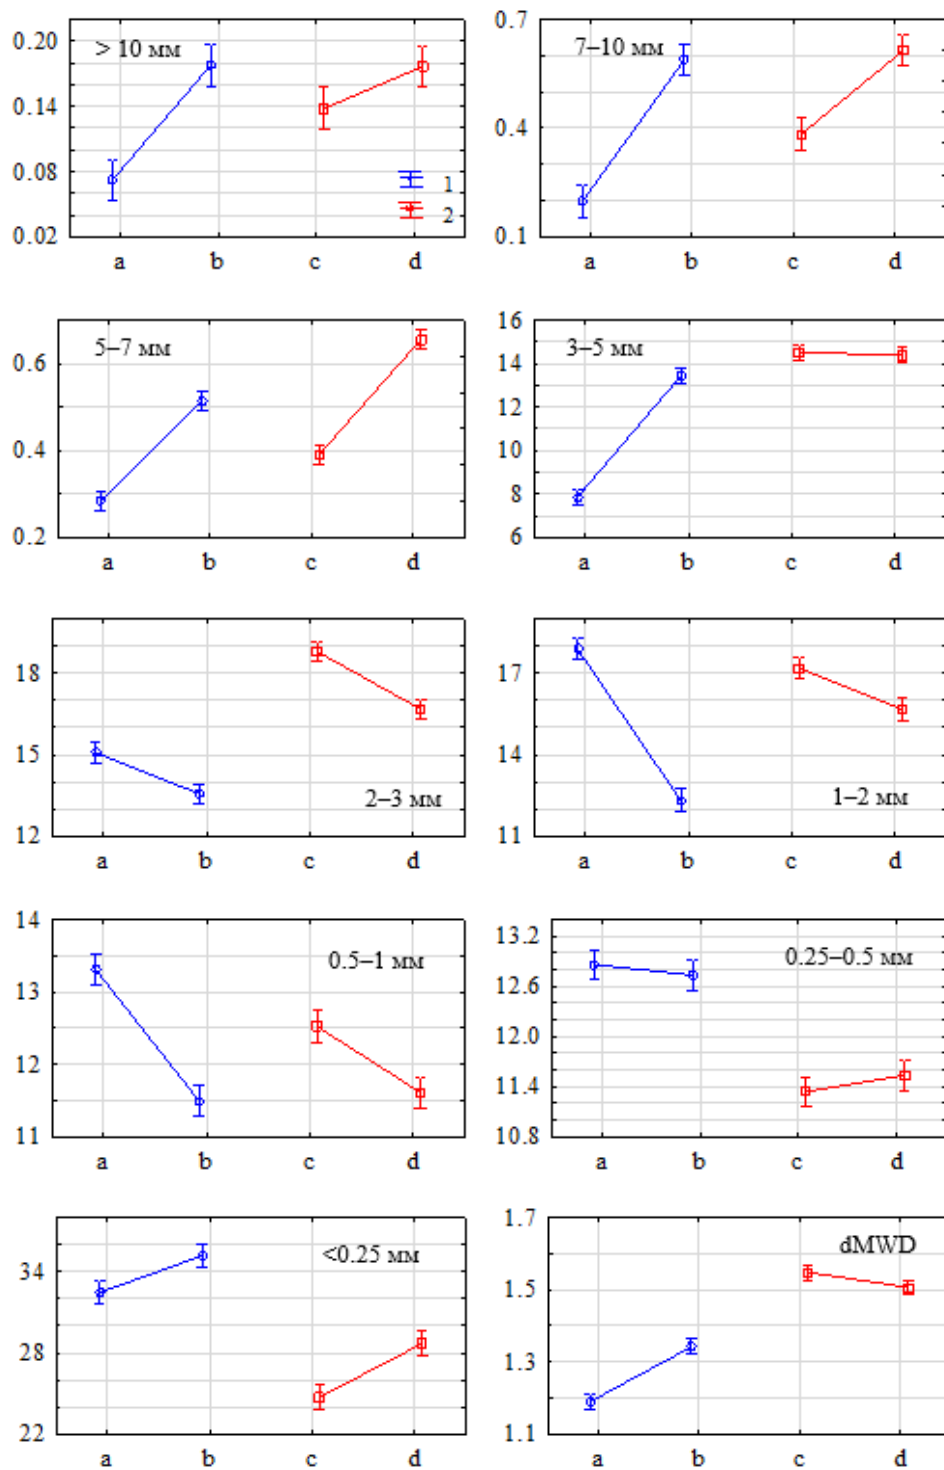 0.20
> 10 мм
0.14
0.08
1
2
0.02
a b c d
0.7
7–10 мм
0.4
0.1
a b c d
5–7 мм
0.6
0.4
0.2
a b c d
16
3–5 мм
14
12
10
8
6
a b c d
18
15
2–3 мм
12
a b c d
17
14
1–2 мм
11
a b c d
14
0.5–1 мм
13
12
11
a b c d
13.2
0.25–0.5 мм
12.6
12.0
11.4
10.8
a b c d
<0.25 мм
34
28
22
a b c d
1.7
dMWD
1.5
1.3
1.1
a b c d